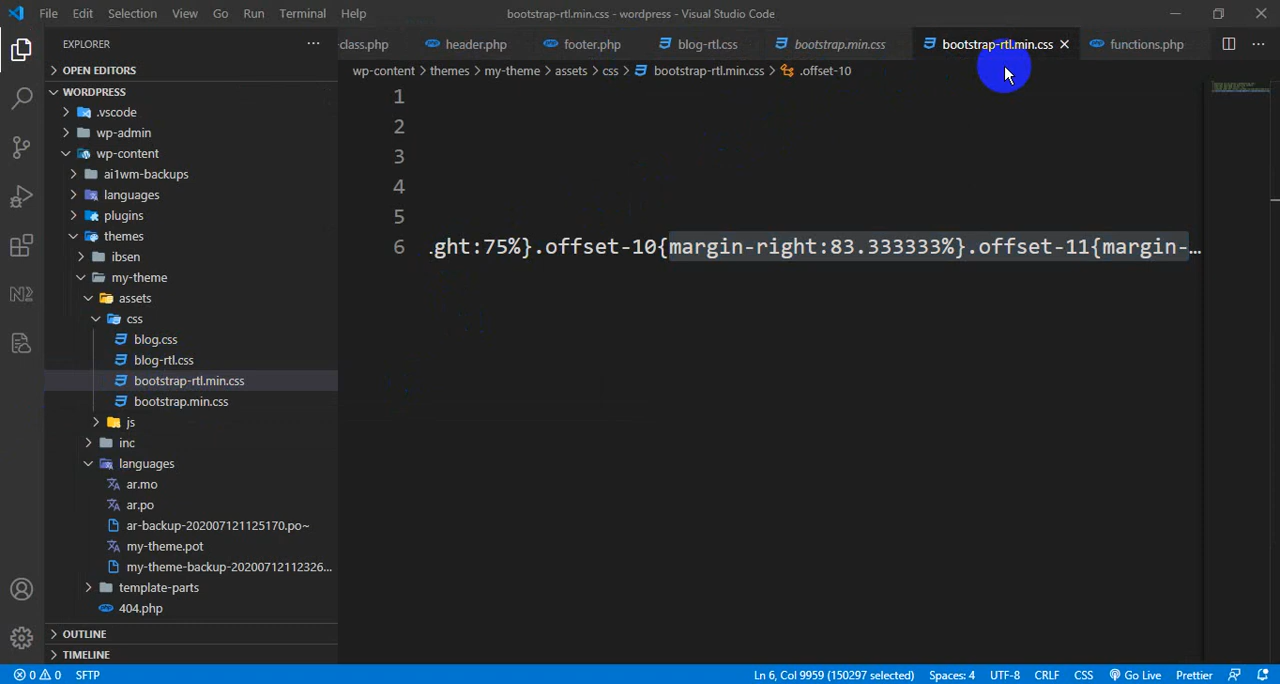 File Edit Selection View Go Run Terminal Help
bootstrap-rtl.min.css - wordpress - Visual Studio Code
EXPLORER
class.php header.php footer.php blog-rtl.css bootstrap.min.css bootstrap-rtl.min.css functions.php
wp-content > themes > my-theme > assets > css > bootstrap-rtl.min.css > .offset-10
OPEN EDITORS
WORDPRESS
.vscode
wp-admin
wp-content
ai1wm-backups
languages
plugins
themes
ibsen
my-theme
assets
css
blog.css
blog-rtl.css
bootstrap-rtl.min.css
bootstrap.min.css
js
inc
languages
ar.mo
ar.po
ar-backup-202007121125170.po~
my-theme.pot
my-theme-backup-20200712112326...
template-parts
404.php
OUTLINE
TIMELINE
1
2
3
4
5
6 .ght:75%}.offset-10{margin-right:83.333333%}.offset-11{margin-…
0 0 SFTP Ln 6, Col 9959 (150297 selected) Spaces: 4 UTF-8 CRLF CSS Go Live Prettier